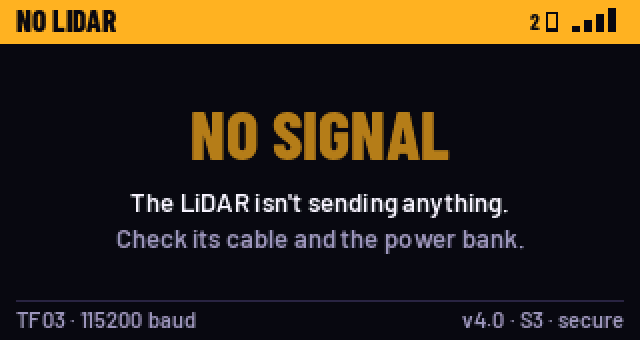 NO LIDAR
2
NO SIGNAL
The LiDAR isn't sending anything.
Check its cable and the power bank.
TF03 · 115200 baud
v4.0 · S3 · secure